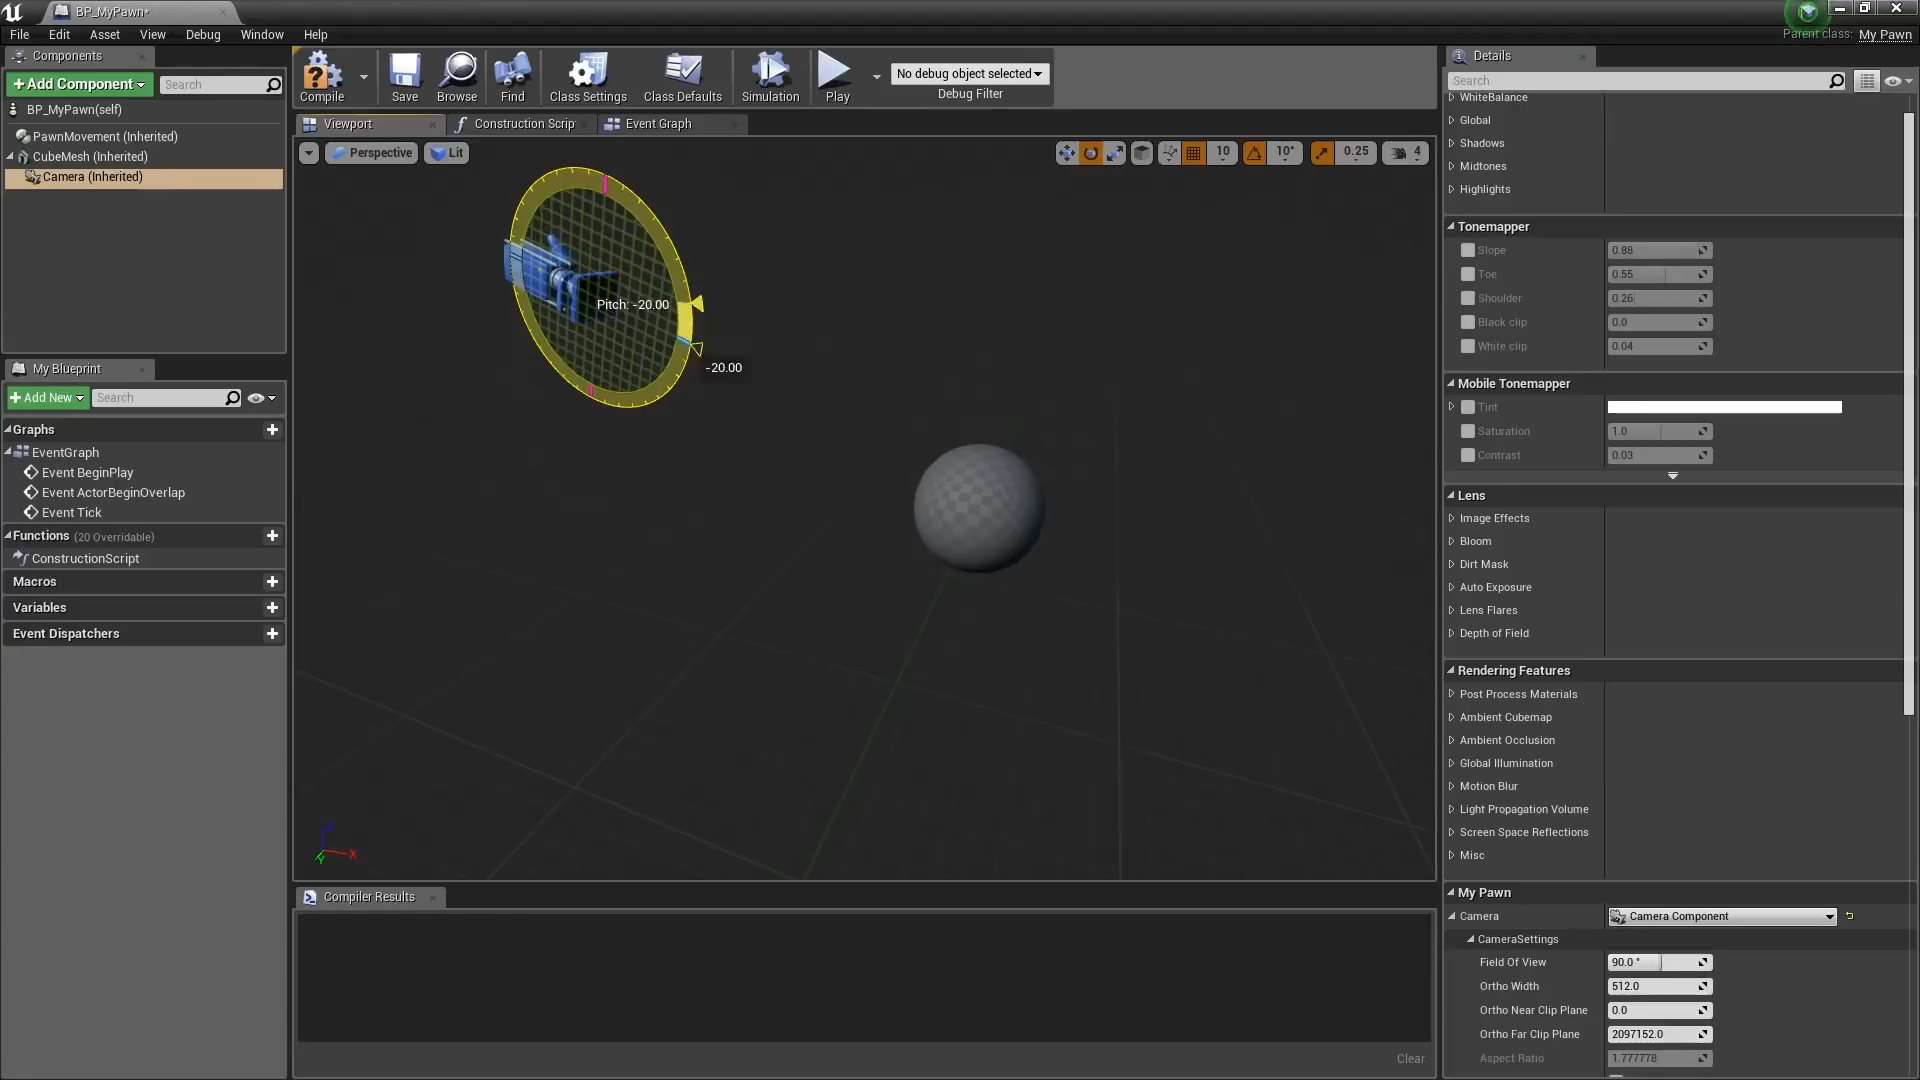 BP_MyPawn*
File Edit Asset View Debug Window Help
Parent class: My Pawn
Components
+Add Component
Search
BP_MyPawn(self)
PawnMovement (Inherited)
CubeMesh (Inherited)
Camera (Inherited)
My Blueprint
+Add New
Search
Graphs
EventGraph
Event BeginPlay
Event ActorBeginOverlap
Event Tick
Functions (20 Overridable)
ConstructionScript
Macros
Variables
Event Dispatchers
Compile
Save
Browse
Find
Class Settings
Class Defaults
Simulation
Play
No debug object selected
Debug Filter
Viewport
Construction Scrip
Event Graph
Perspective
Lit
10
10°
0.25
4
Pitch: -20.00
-20.00
Z
X
Y
Compiler Results
Clear
Details
Search
WhiteBalance
Global
Shadows
Midtones
Highlights
Tonemapper
Slope 0.88
Toe 0.55
Shoulder 0.26
Black clip 0.0
White clip 0.04
Mobile Tonemapper
Tint
Saturation 1.0
Contrast 0.03
Lens
Image Effects
Bloom
Dirt Mask
Auto Exposure
Lens Flares
Depth of Field
Rendering Features
Post Process Materials
Ambient Cubemap
Ambient Occlusion
Global Illumination
Motion Blur
Light Propagation Volume
Screen Space Reflections
Misc
My Pawn
Camera Camera Component
CameraSettings
Field Of View 90.0 °
Ortho Width 512.0
Ortho Near Clip Plane 0.0
Ortho Far Clip Plane 2097152.0
Aspect Ratio 1.777778